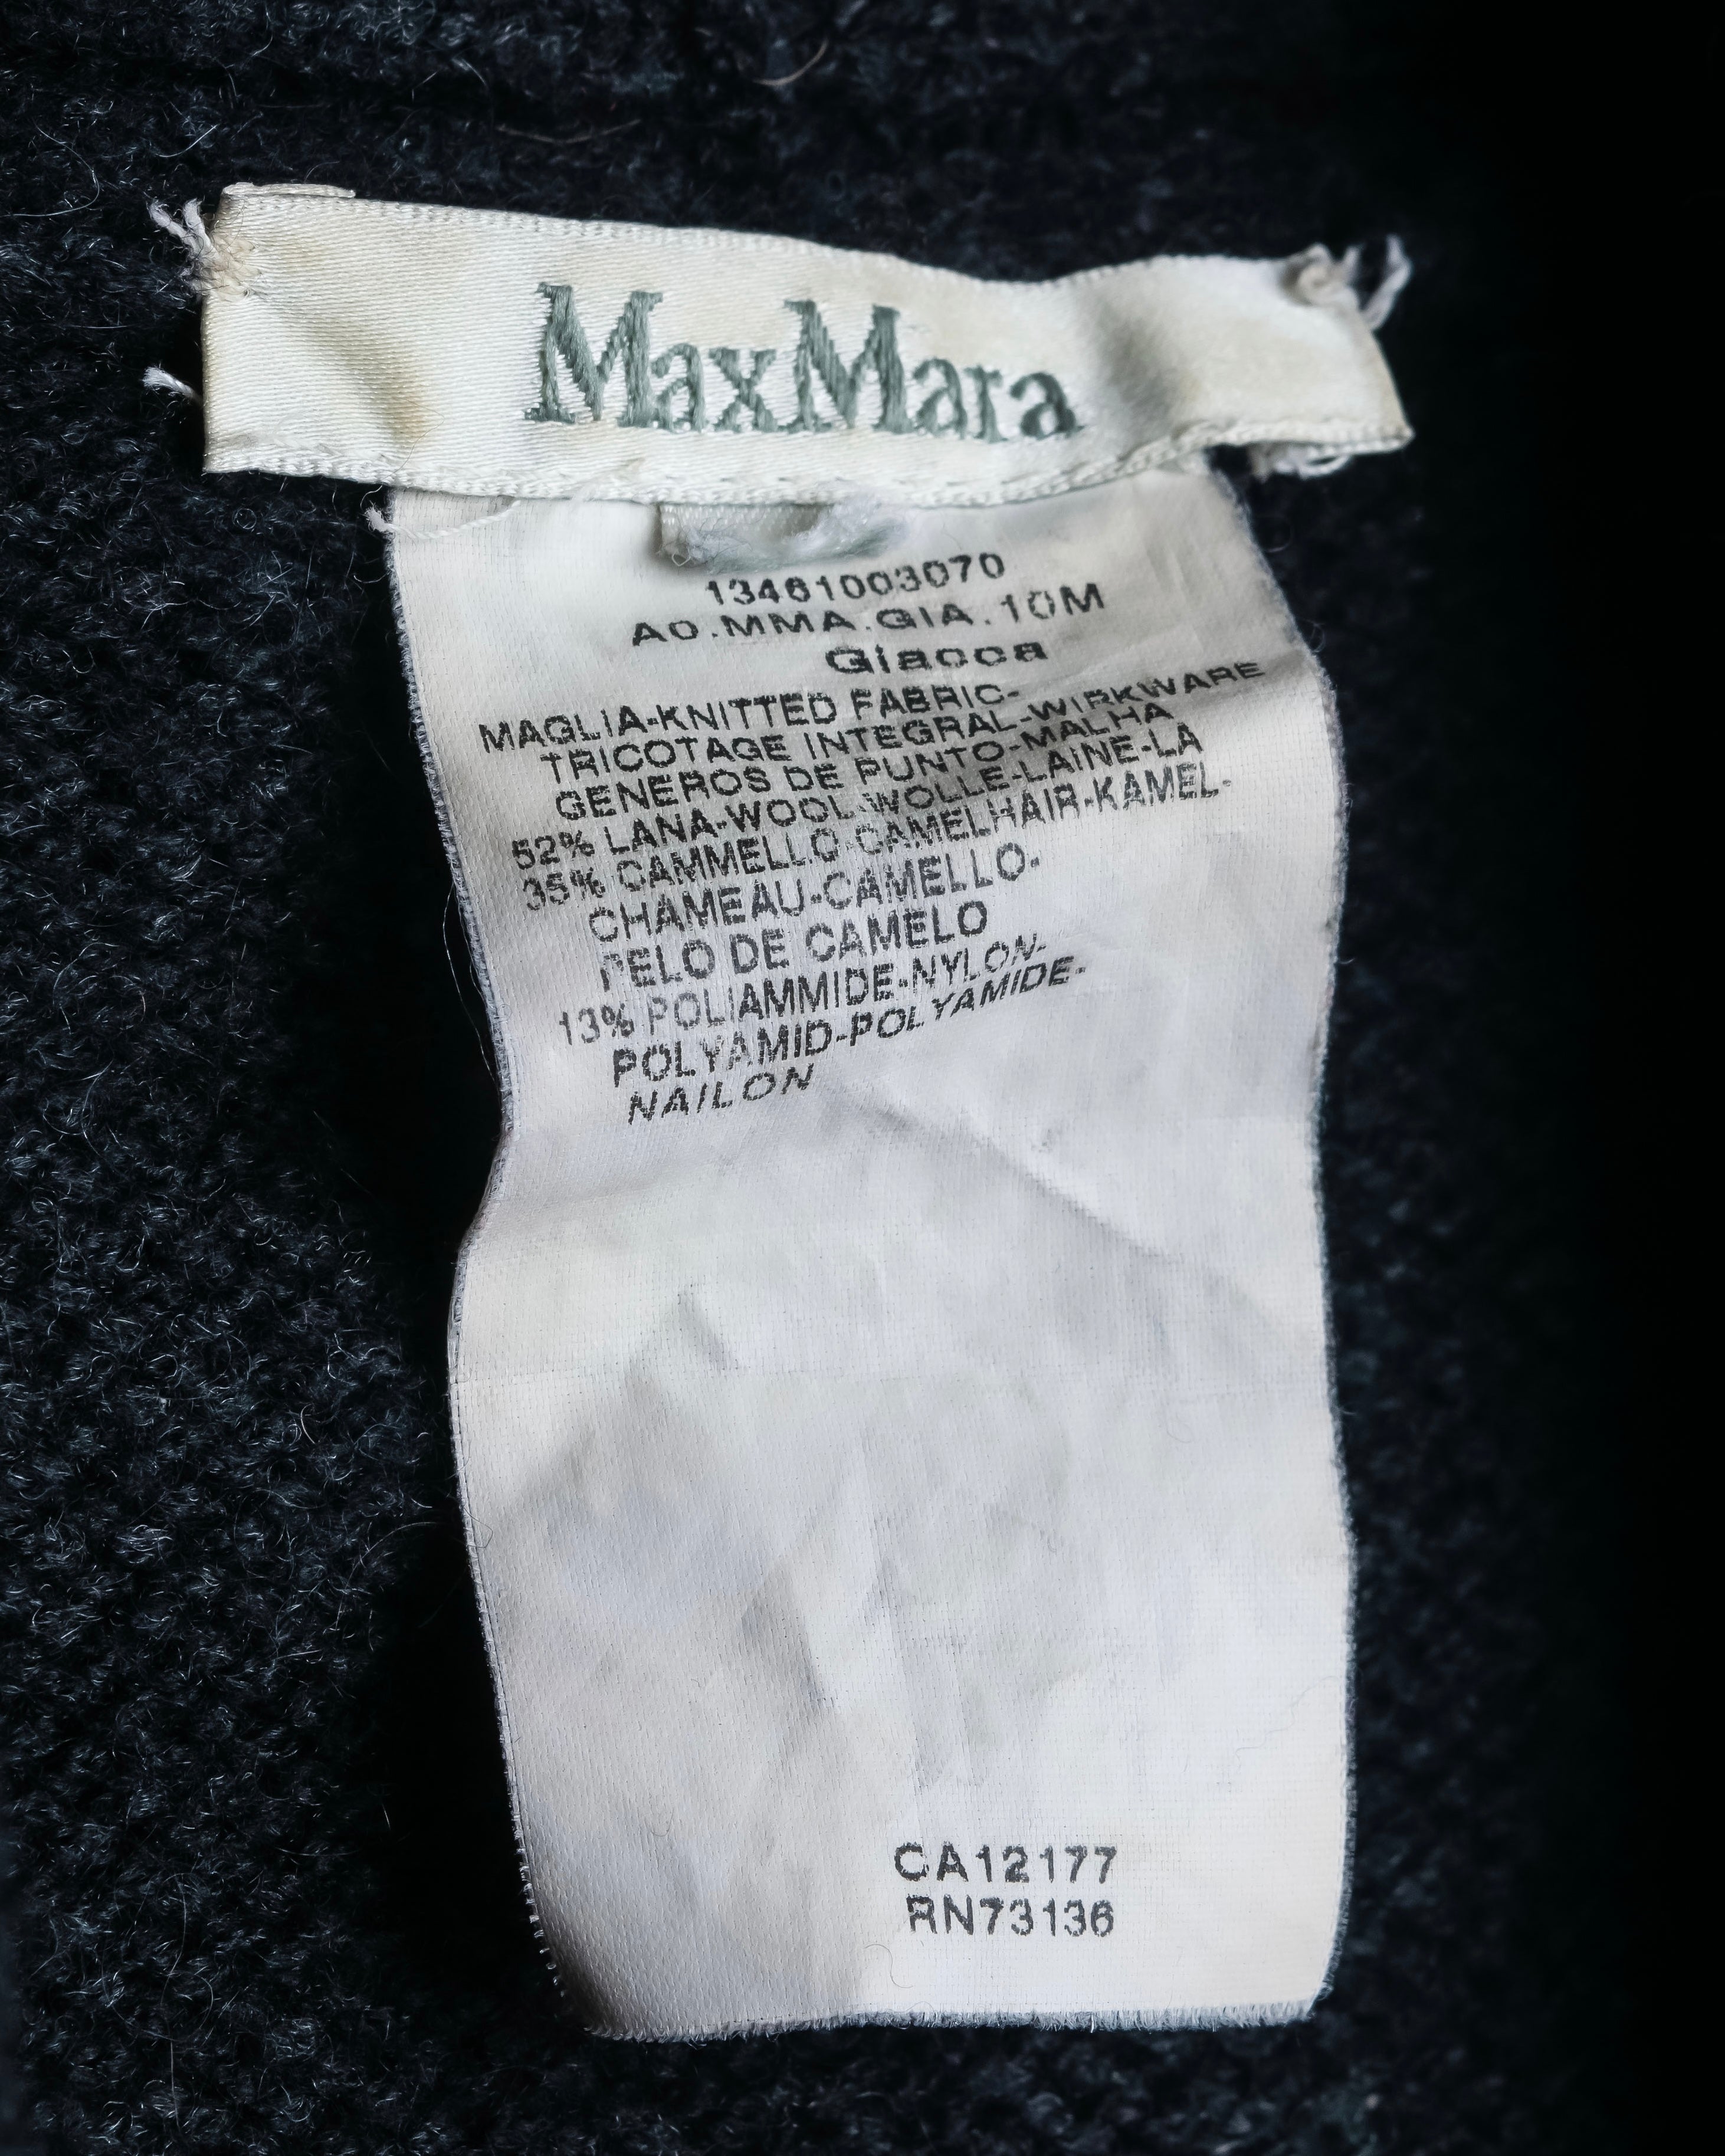 MaxMara
13461003070
AO.MMA.GIA.10M
Giacca
MAGLIA-KNITTED FABRIC-
TRICOTAGE INTEGRAL-WIRKWARE
GENEROS DE PUNTO-MALHA
52% LANA-WOOL-WOLLE-LAINE-LA
35% CAMMELLO-CAMELHAIR-KAMEL-
CHAMEAU-CAMELLO-
PELO DE CAMELO
13% POLIAMMIDE-NYLON-
POLYAMID-POLYAMIDE-
NAILON
CA12177
RN73136